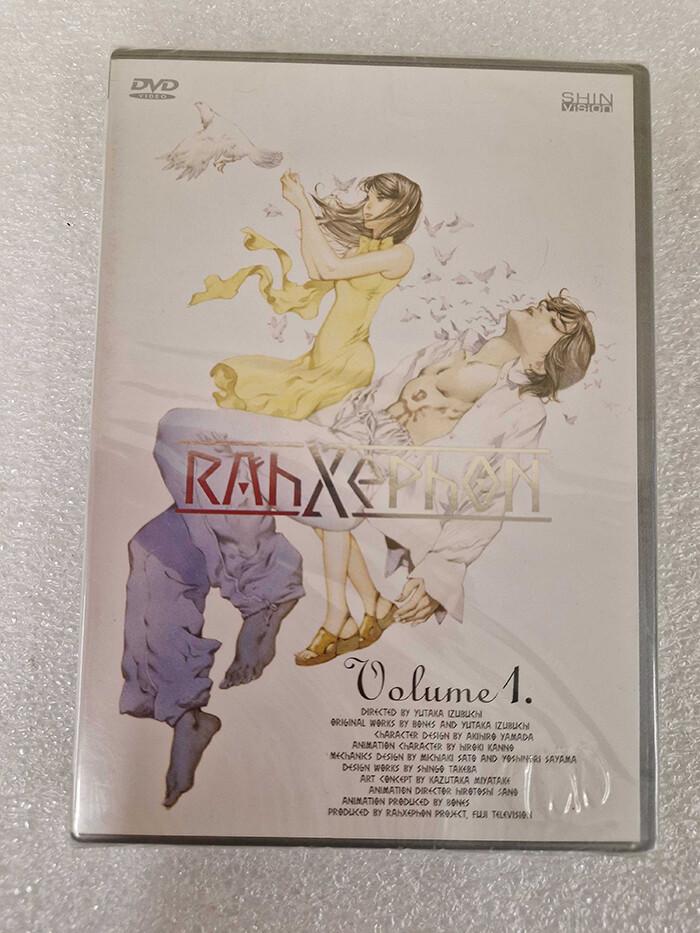 DVD
VIDEO
SHIN
VISION
RAhXePhON
Volume 1.
DIRECTED BY YUTAKA IZUBUCHI
ORIGINAL WORKS BY BONES AND YUTAKA IZUBUCHI
CHARACTER DESIGN BY AKIHIRO YAMADA
ANIMATION CHARACTER BY HIROKI KANNO
MECHANICS DESIGN BY MICHIAKI SATO AND YOSHINORI SAYAMA
DESIGN WORKS BY SHINGO TAKEBA
ART CONCEPT BY KAZUTAKA MIYATAKE
ANIMATION DIRECTOR HIROTOSHI SANO
ANIMATION PRODUCED BY BONES
PRODUCED BY RAHXEPHON PROJECT, FUJI TELEVISION